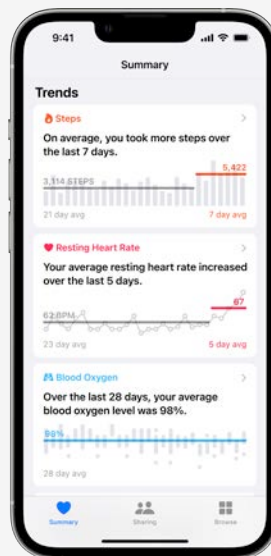 9:41
Summary
Trends
Steps
On average, you took more steps over
the last 7 days.
5,422
3,114 STEPS
21 day avg
7 day avg
Resting Heart Rate
Your average resting heart rate increased
over the last 5 days.
67
62 BPM
23 day avg
5 day avg
Blood Oxygen
Over the last 28 days, your average
blood oxygen level was 98%.
98%
28 day avg
Summary
Sharing
Browse